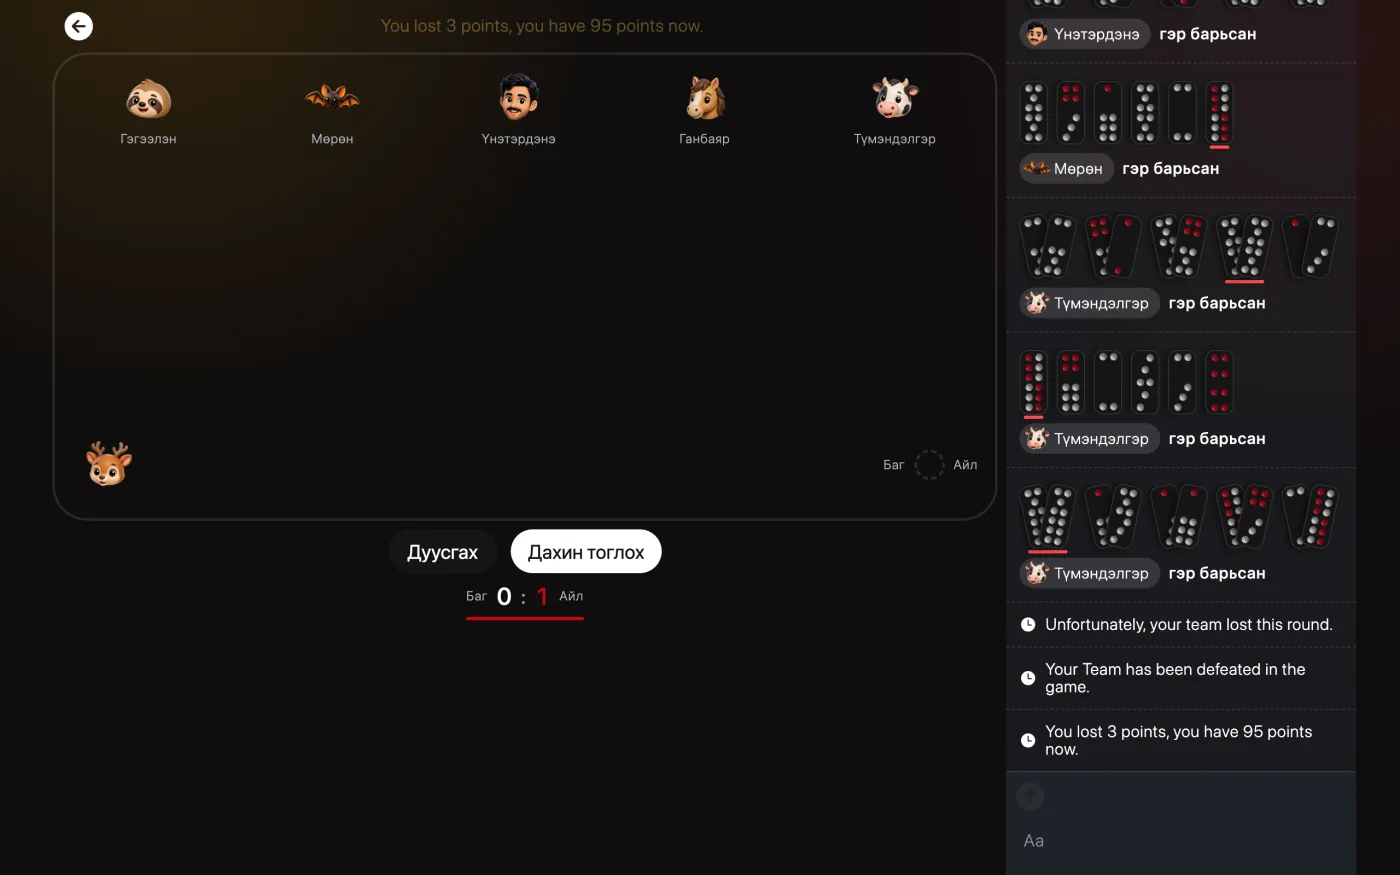 You lost 3 points, you have 95 points now.
Гэгээлэн
Мөрөн
Үнэтэрдэнэ
Ганбаяр
Түмэндэлгэр
Баг
Айл
Дуусгах
Дахин тоглох
Баг 0 : 1 Айл
Үнэтэрдэнэ гэр барьсан
Мөрөн гэр барьсан
Түмэндэлгэр гэр барьсан
Түмэндэлгэр гэр барьсан
Түмэндэлгэр гэр барьсан
Unfortunately, your team lost this round.
Your Team has been defeated in the
game.
You lost 3 points, you have 95 points
now.
Aa